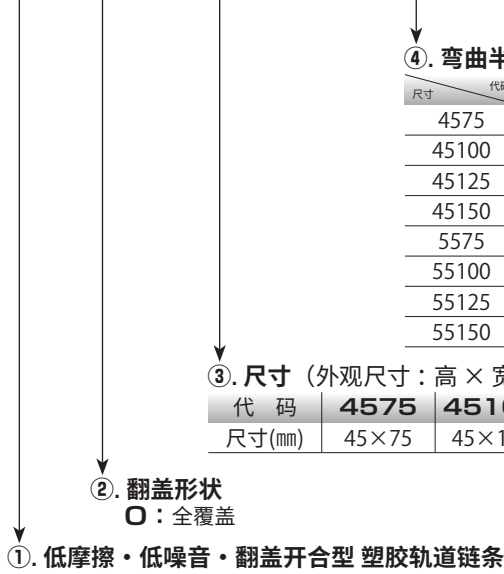 ④. 弯曲半
尺寸 代码
4575
45100
45125
45150
5575
55100
55125
55150
③. 尺寸（外观尺寸：高 × 宽
代 码 4575 4510
尺寸(㎜) 45×75 45×1
②. 翻盖形状
O：全覆盖
①. 低摩擦・低噪音・翻盖开合型 塑胶轨道链条